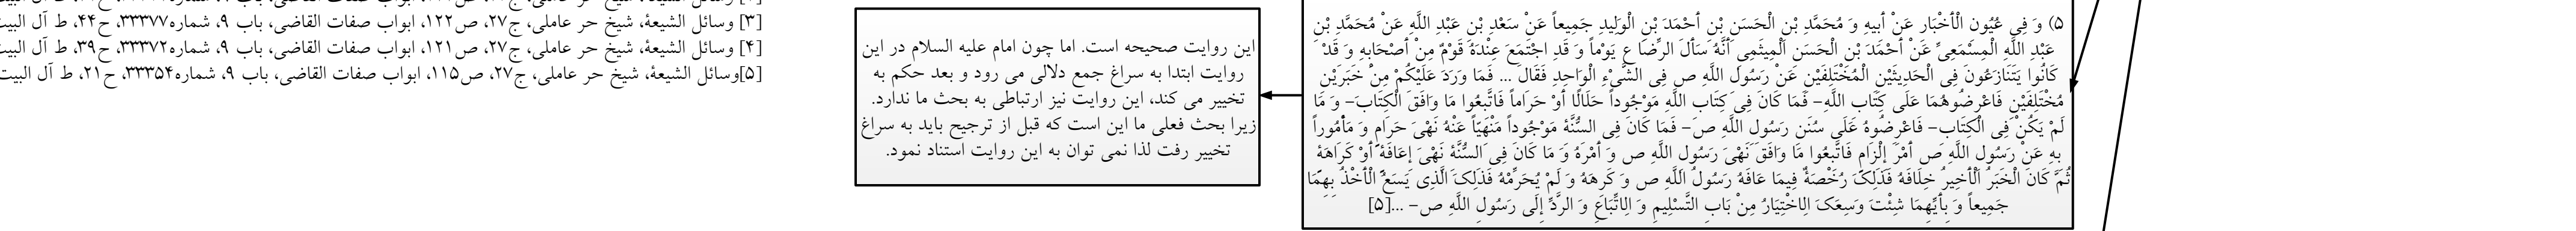 ۵) وَ فِی عُیُونِ الْأَخْبَارِ عَنْ أَبِیهِ وَ مُحَمَّدِ بْنِ الْحَسَنِ بْنِ أَحْمَدَ بْنِ الْوَلِیدِ جَمِیعاً عَنْ سَعْدِ بْنِ عَبْدِ اللَّهِ عَنْ مُحَمَّدِ بْنِ
عَبْدِ اللَّهِ الْمِسْمَعِیِّ عَنْ أَحْمَدَ بْنِ الْحَسَنِ الْمِیثَمِی أَنَّهُ سَأَلَ الرِّضَا ع یَوْماً وَ قَدِ اجْتَمَعَ عِنْدَهُ قَوْمٌ مِنْ أَصْحَابِهِ وَ قَدْ
کَانُوا یَتَنَازَعُونَ فِی الْحَدِیثَیْنِ الْمُخْتَلِفَیْنِ عَنْ رَسُولِ اللَّهِ ص فِی الشَّیْءِ الْوَاحِدِ فَقَالَ ... فَمَا وَرَدَ عَلَیْکُمْ مِنْ خَبَرَیْنِ
مُخْتَلِفَیْنِ فَاعْرِضُوهُمَا عَلَی کِتَابِ اللَّهِ– فَمَا کَانَ فِی کِتَابِ اللَّهِ مَوْجُوداً حَلَالًا أَوْ حَرَاماً فَاتَّبِعُوا مَا وَافَقَ الْکِتَابَ– وَ مَا
لَمْ یَکُنْ فِی الْکِتَابِ– فَاعْرِضُوهُ عَلَی سُنَنِ رَسُولِ اللَّهِ ص– فَمَا کَانَ فِی السُّنَّةِ مَوْجُوداً مَنْهِیّاً عَنْهُ نَهْیَ حَرَامٍ وَ مَأْمُوراً
بِهِ عَنْ رَسُولِ اللَّهِ ص أَمْرَ إِلْزَامٍ فَاتَّبِعُوا مَا وَافَقَ نَهْیَ رَسُولِ اللَّهِ ص وَ أَمْرَهُ وَ مَا کَانَ فِی السُّنَّةِ نَهْیَ إِعَافَةٍ أَوْ کَرَاهَةٍ
ثُمَّ کَانَ الْخَبَرُ الْأَخِیرُ خِلَافَهُ فَذَلِکَ رُخْصَةٌ فِیمَا عَافَهُ رَسُولُ اللَّهِ ص وَ کَرِهَهُ وَ لَمْ یُحَرِّمْهُ فَذَلِکَ الَّذِی یَسَعُ الْأَخْذُ بِهِمَا
جَمِیعاً وَ بِأَیِّهِمَا شِئْتَ وَسِعَکَ الِاخْتِیَارُ مِنْ بَابِ التَّسْلِیمِ وَ الِاتِّبَاعِ وَ الرَّدِّ إِلَی رَسُولِ اللَّهِ ص– ...[۵]
این روایت صحیحه است. اما چون امام علیه السلام در این
روایت ابتدا به سراغ جمع دلالی می رود و بعد حکم به
تخییر می کند، این روایت نیز ارتباطی به بحث ما ندارد.
زیرا بحث فعلی ما این است که قبل از ترجیح باید به سراغ
تخییر رفت لذا نمی توان به این روایت استناد نمود.
[۳] وسائل الشیعة، شیخ حر عاملی، ج۲۷، ص۱۲۲، ابواب صفات القاضی، باب ۹، شماره۳۳۳۷۷، ح۴۴، ط آل البیت
[۴] وسائل الشیعة، شیخ حر عاملی، ج۲۷، ص۱۲۱، ابواب صفات القاضی، باب ۹، شماره۳۳۳۷۲، ح۳۹، ط آل البیت
[۵]وسائل الشیعة، شیخ حر عاملی، ج۲۷، ص۱۱۵، ابواب صفات القاضی، باب ۹، شماره۳۳۳۵۴، ح۲۱، ط آل البیت